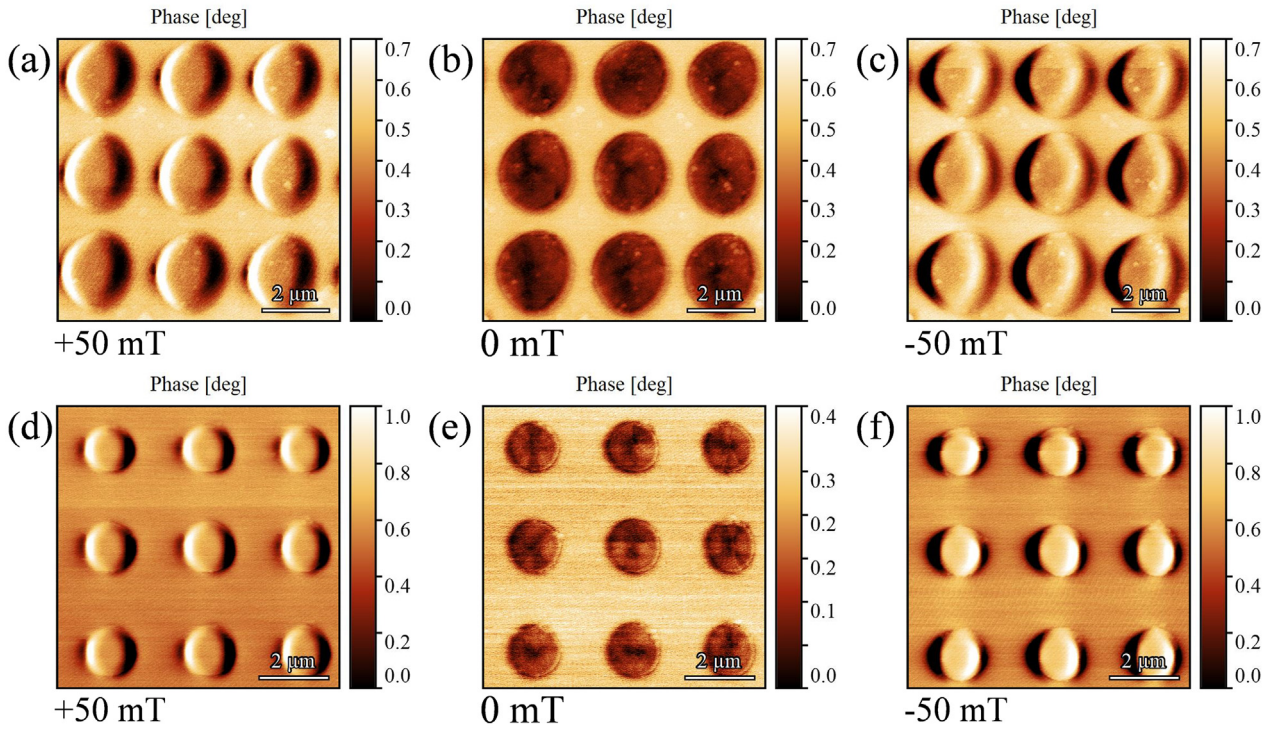 Phase [deg] Phase [deg] Phase [deg]
(a) 0.7 (b) 0.7 (c) 0.7
0.6 0.6 0.6
0.5 0.5 0.5
0.4 0.4 0.4
0.3 0.3 0.3
0.2 0.2 0.2
2 µm 2 µm 2 µm
0.0 0.0 0.0
+50 mT 0 mT -50 mT
Phase [deg] Phase [deg] Phase [deg]
(d) 1.0 (e) 0.4 (f) 1.0
0.8 0.3 0.8
0.6 0.2 0.6
0.4 0.2 0.4
0.2 0.1 0.2
2 µm 2 µm 2 µm
0.0 0.0 0.0
+50 mT 0 mT -50 mT